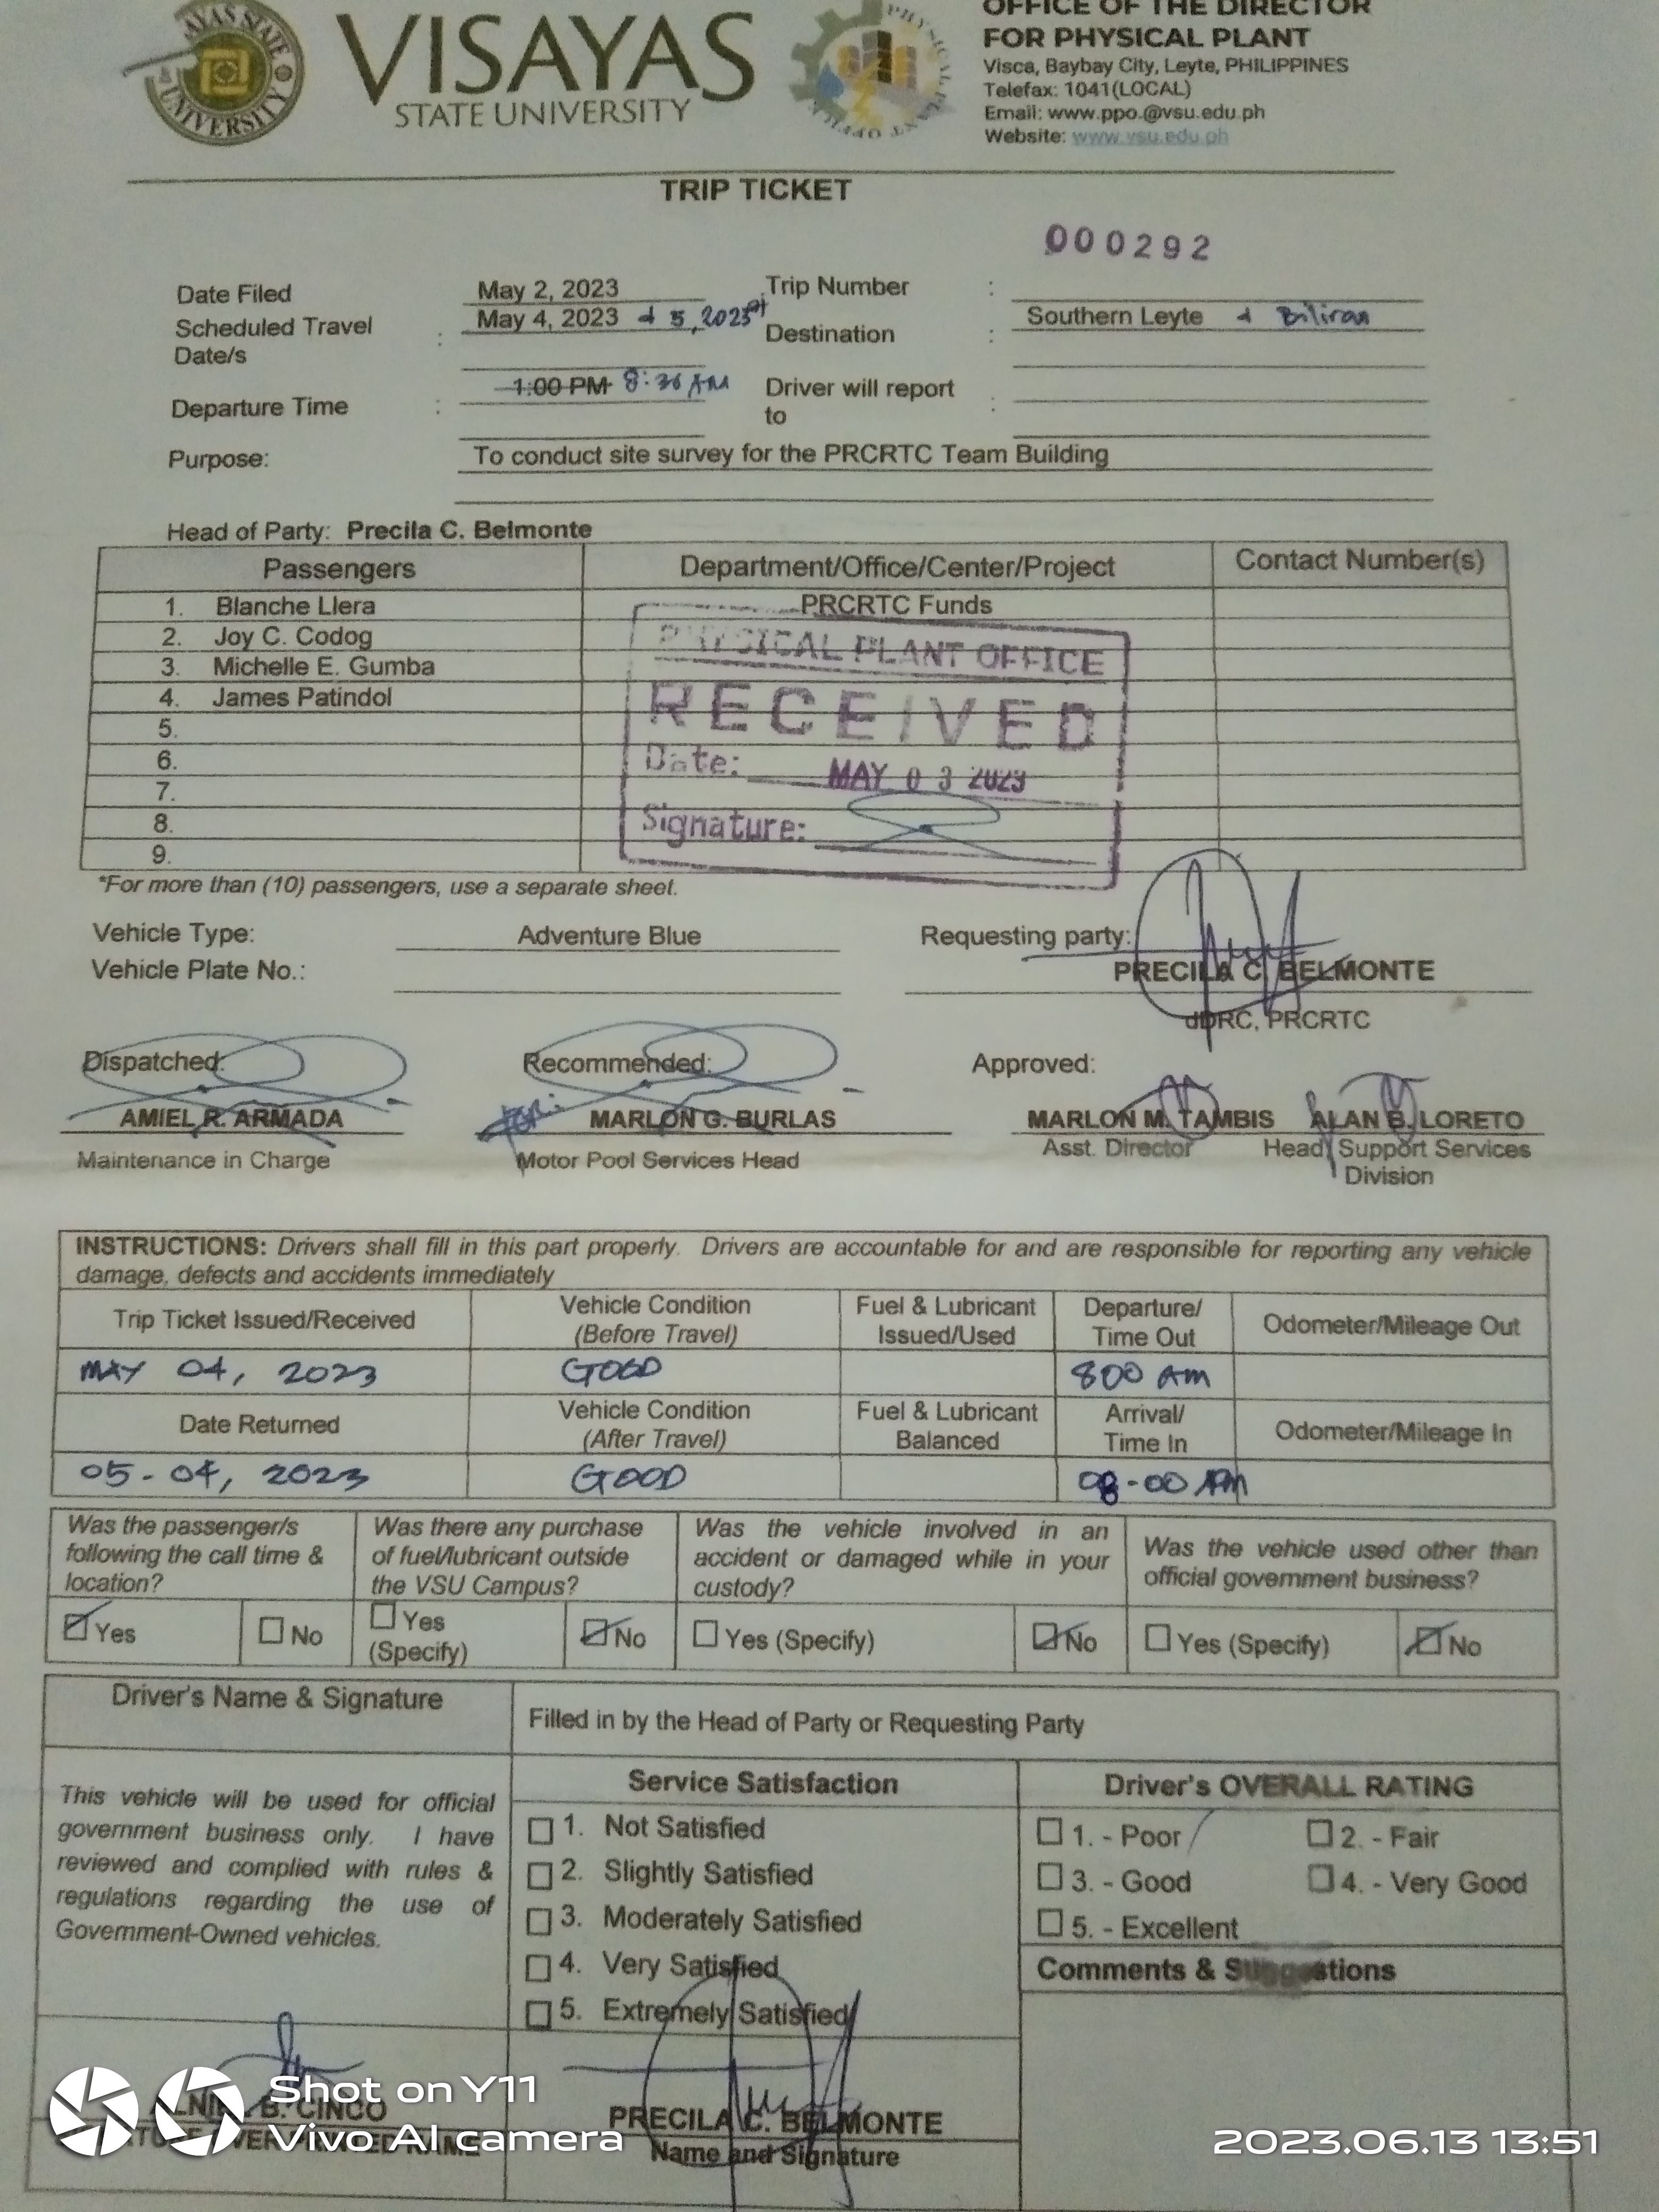 VISAYAS STATE UNIVERSITY
VISAYAS
STATE UNIVERSITY
OFFICE OF THE DIRECTOR
FOR PHYSICAL PLANT
Visca, Baybay City, Leyte, PHILIPPINES
Telefax: 1041(LOCAL)
Email: www.ppo.@vsu.edu.ph
Website: www.vsu.edu.ph
TRIP TICKET
000292
Date Filed May 2, 2023 Trip Number :
Scheduled Travel Date/s : May 4, 2023 & 5, 2023 Destination : Southern Leyte & Biliran
Departure Time : 1:00 PM 8:30 AM Driver will report to :
Purpose: To conduct site survey for the PRCRTC Team Building
Head of Party: Precila C. Belmonte
Passengers Department/Office/Center/Project Contact Number(s)
1. Blanche Llera PRCRTC Funds
2. Joy C. Codog
3. Michelle E. Gumba
4. James Patindol
5.
6.
7.
8.
9.
PHYSICAL PLANT OFFICE
RECEIVED
Date: MAY 03 2023
Signature:
*For more than (10) passengers, use a separate sheet.
Vehicle Type: Adventure Blue Requesting party:
Vehicle Plate No.: PRECILA C. BELMONTE
dDRC, PRCRTC
Dispatched: Recommended: Approved:
AMIEL R. ARMADA for: MARLON G. BURLAS MARLON M. TAMBIS ALAN B. LORETO
Maintenance in Charge Motor Pool Services Head Asst. Director Head, Support Services
Division
INSTRUCTIONS: Drivers shall fill in this part properly. Drivers are accountable for and are responsible for reporting any vehicle
damage, defects and accidents immediately
Trip Ticket Issued/Received Vehicle Condition (Before Travel) Fuel & Lubricant Issued/Used Departure/ Time Out Odometer/Mileage Out
MAY 04, 2023 GOOD 800 AM
Date Returned Vehicle Condition (After Travel) Fuel & Lubricant Balanced Arrival/ Time In Odometer/Mileage In
05-04, 2023 GOOD
Was the passenger/s following the call time & location?
Was there any purchase of fuel/lubricant outside the VSU Campus?
Was the vehicle involved in an accident or damaged while in your custody?
Was the vehicle used other than official government business?
Yes No Yes (Specify) No Yes (Specify) No Yes (Specify) No
Driver's Name & Signature Filled in by the Head of Party or Requesting Party
This vehicle will be used for official
government business only. I have
reviewed and complied with rules &
regulations regarding the use of
Government-Owned vehicles.
Service Satisfaction
1. Not Satisfied
2. Slightly Satisfied
3. Moderately Satisfied
4. Very Satisfied
5. Extremely Satisfied
Driver's OVERALL RATING
1. - Poor 2. - Fair
3. - Good 4. - Very Good
5. - Excellent
Comments & Suggestions
B. CINCO
PRECILA C. BELMONTE
Name and Signature
Shot on Y11
Vivo AI camera
2023.06.13 13:51